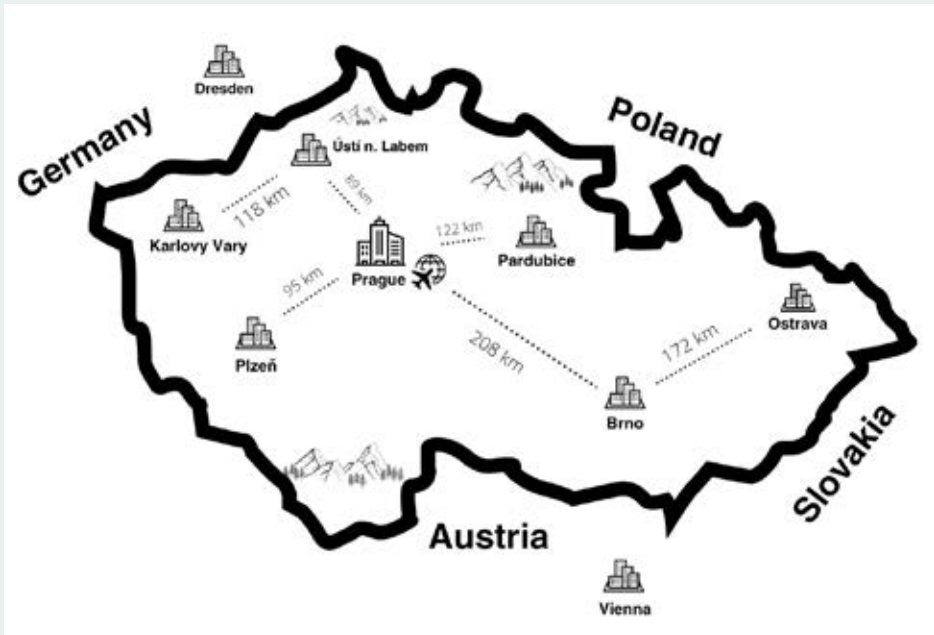 Dresden
Germany
Poland
Ústí n. Labem
118 km
89 km
Karlovy Vary
122 km
Pardubice
Prague
95 km
Plzeň
208 km
172 km
Ostrava
Brno
Slovakia
Austria
Vienna